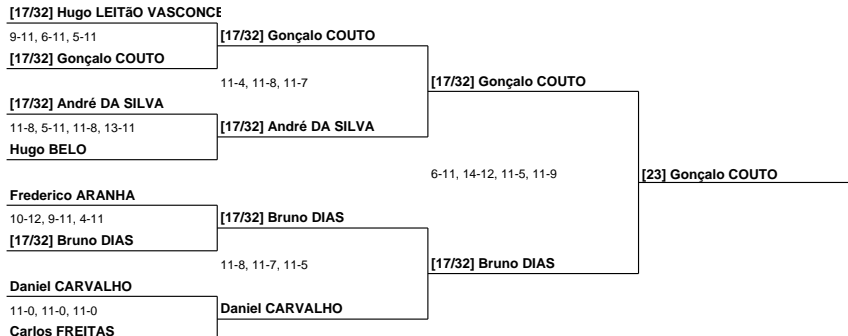 [17/32] Hugo LEITãO VASCONCE
9-11, 6-11, 5-11
[17/32] Gonçalo COUTO
[17/32] Gonçalo COUTO
11-4, 11-8, 11-7
[17/32] Gonçalo COUTO
[17/32] André DA SILVA
11-8, 5-11, 11-8, 13-11
[17/32] André DA SILVA
Hugo BELO
6-11, 14-12, 11-5, 11-9
[23] Gonçalo COUTO
Frederico ARANHA
10-12, 9-11, 4-11
[17/32] Bruno DIAS
[17/32] Bruno DIAS
11-8, 11-7, 11-5
[17/32] Bruno DIAS
Daniel CARVALHO
11-0, 11-0, 11-0
Daniel CARVALHO
Carlos FREITAS